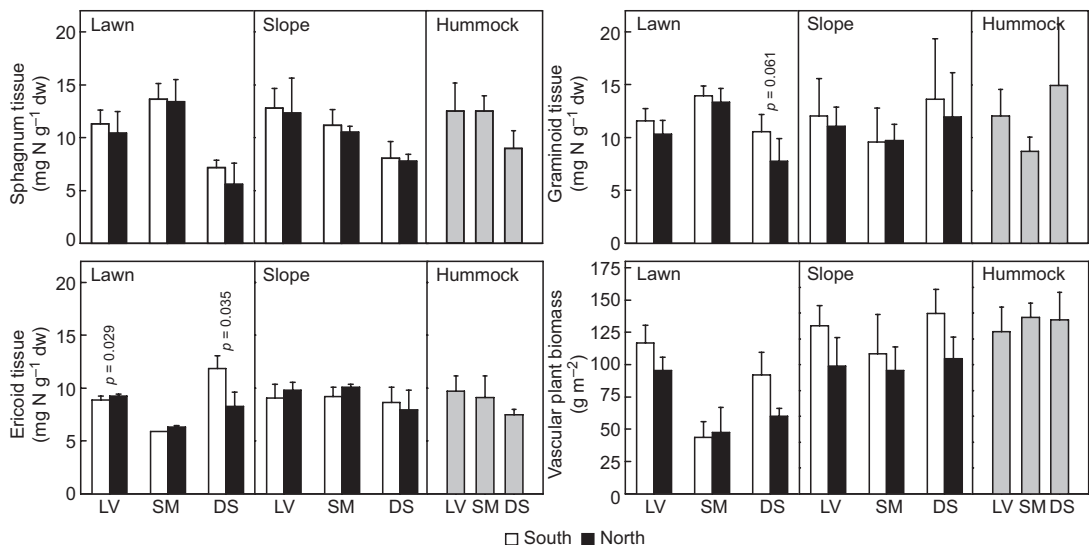 Lawn Slope Hummock
20
15
10
5
0
Sphagnum tissue
(mg N g⁻¹ dw)
Lawn Slope Hummock
20
15
10
5
0
Graminoid tissue
(mg N g⁻¹ dw)
p = 0.061
Lawn Slope Hummock
20
15
10
5
0
Ericoid tissue
(mg N g⁻¹ dw)
p = 0.029
p = 0.035
LV SM DS LV SM DS LV SM DS
Lawn Slope Hummock
175
150
125
100
75
50
25
0
Vascular plant biomass
(g m⁻²)
LV SM DS LV SM DS LV SM DS
South North